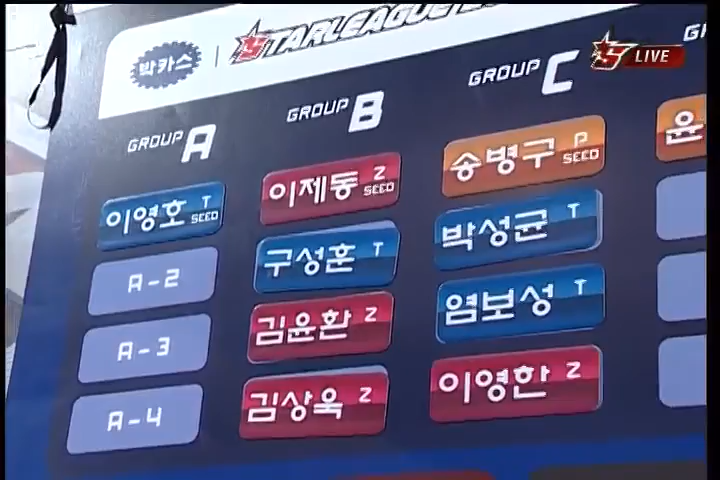 박카스 STARLEAGUE
LIVE
GROUP A
GROUP B
GROUP C
이영호 T SEED
A-2
A-3
A-4
이제동 Z SEED
구성훈 T
김윤환 Z
김상욱 Z
송병구 P SEED
박성균 T
염보성 T
이영한 Z
윤